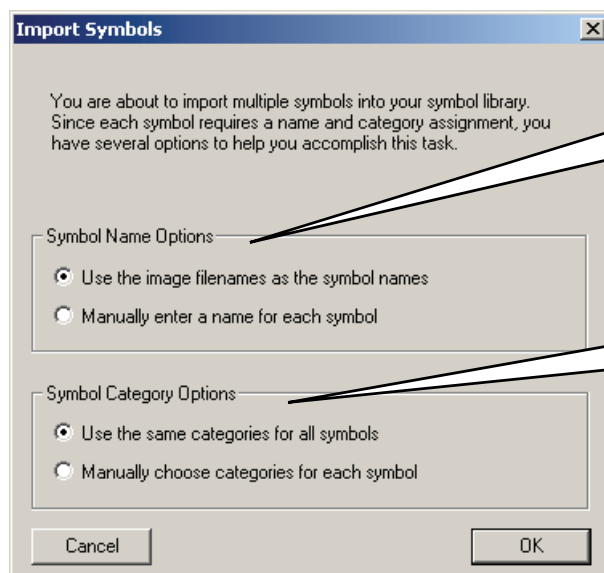 Import Symbols
You are about to import multiple symbols into your symbol library.
Since each symbol requires a name and category assignment, you
have several options to help you accomplish this task.
Symbol Name Options
Use the image filenames as the symbol names
Manually enter a name for each symbol
Symbol Category Options
Use the same categories for all symbols
Manually choose categories for each symbol
Cancel OK